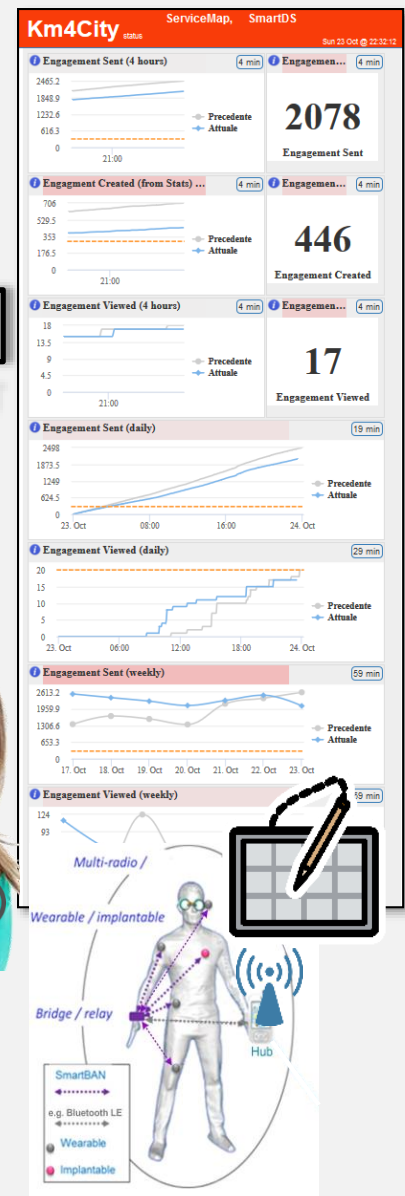 Km4City status
ServiceMap, SmartDS
Sun 23 Oct @ 22:32:12
Engagement Sent (4 hours)
4 min
Engagemen...
4 min
2465.2
1848.9
1232.6
616.3
0
21:00
Precedente
Attuale
2078
Engagement Sent
Engagment Created (from Stats) ...
4 min
Engagemen...
4 min
706
529.5
353
176.5
0
21:00
Precedente
Attuale
446
Engagement Created
Engagement Viewed (4 hours)
4 min
Engagemen...
4 min
18
13.5
9
4.5
0
21:00
Precedente
Attuale
17
Engagement Viewed
Engagement Sent (daily)
19 min
2498
1873.5
1249
624.5
0
23. Oct 08:00 16:00 24. Oct
Precedente
Attuale
Engagement Viewed (daily)
29 min
20
15
10
5
0
23. Oct 06:00 12:00 18:00 24. Oct
Precedente
Attuale
Engagement Sent (weekly)
59 min
2613.2
1959.9
1306.6
653.3
0
17. Oct 18. Oct 19. Oct 20. Oct 21. Oct 22. Oct 23. Oct
Precedente
Attuale
Engagement Viewed (weekly)
min
124
93
Multi-radio /
Wearable / implantable
Bridge / relay
Hub
SmartBAN
e.g. Bluetooth LE
Wearable
Implantable